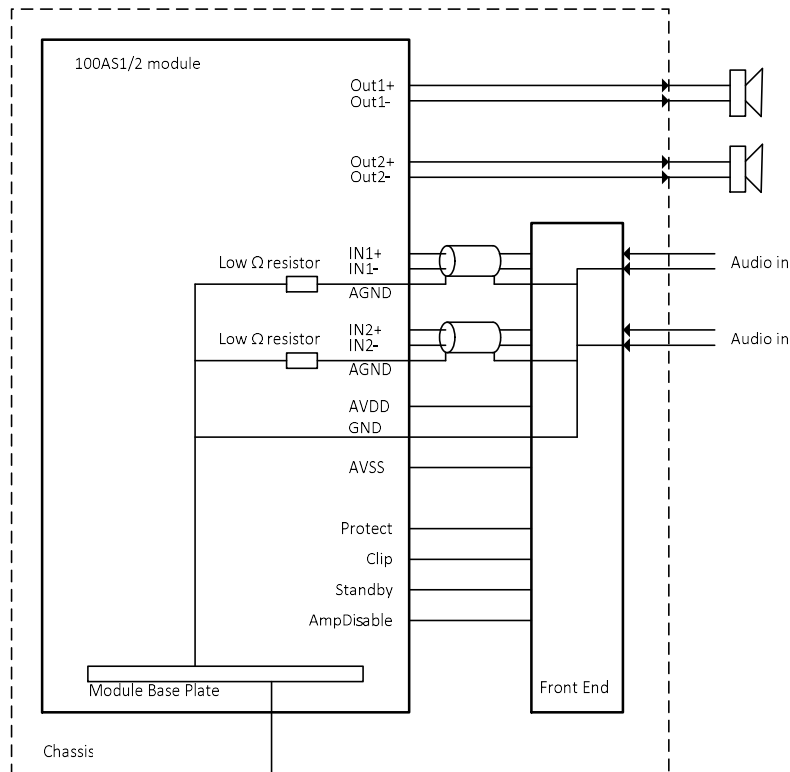 100AS1/2 module
Out1+
Out1-
Out2+
Out2-
IN1+
Low Ω resistor
IN1-
Audio in
AGND
IN2+
Low Ω resistor
IN2-
Audio in
AGND
AVDD
GND
AVSS
Protect
Clip
Standby
AmpDisable
Module Base Plate
Front End
Chassis